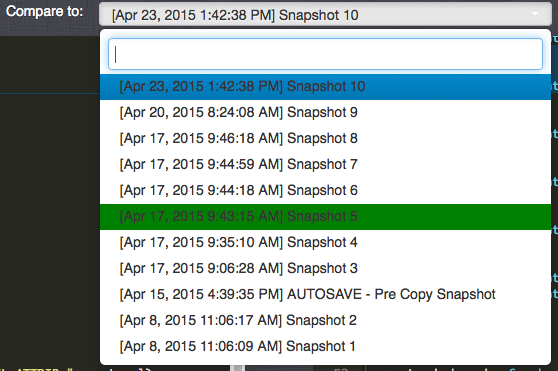 Compare to: [Apr 23, 2015 1:42:38 PM] Snapshot 10
[Apr 23, 2015 1:42:38 PM] Snapshot 10
[Apr 20, 2015 8:24:08 AM] Snapshot 9
[Apr 17, 2015 9:46:18 AM] Snapshot 8
[Apr 17, 2015 9:44:59 AM] Snapshot 7
[Apr 17, 2015 9:44:18 AM] Snapshot 6
[Apr 17, 2015 9:43:15 AM] Snapshot 5
[Apr 17, 2015 9:35:10 AM] Snapshot 4
[Apr 17, 2015 9:06:28 AM] Snapshot 3
[Apr 15, 2015 4:39:35 PM] AUTOSAVE - Pre Copy Snapshot
[Apr 8, 2015 11:06:17 AM] Snapshot 2
[Apr 8, 2015 11:06:09 AM] Snapshot 1